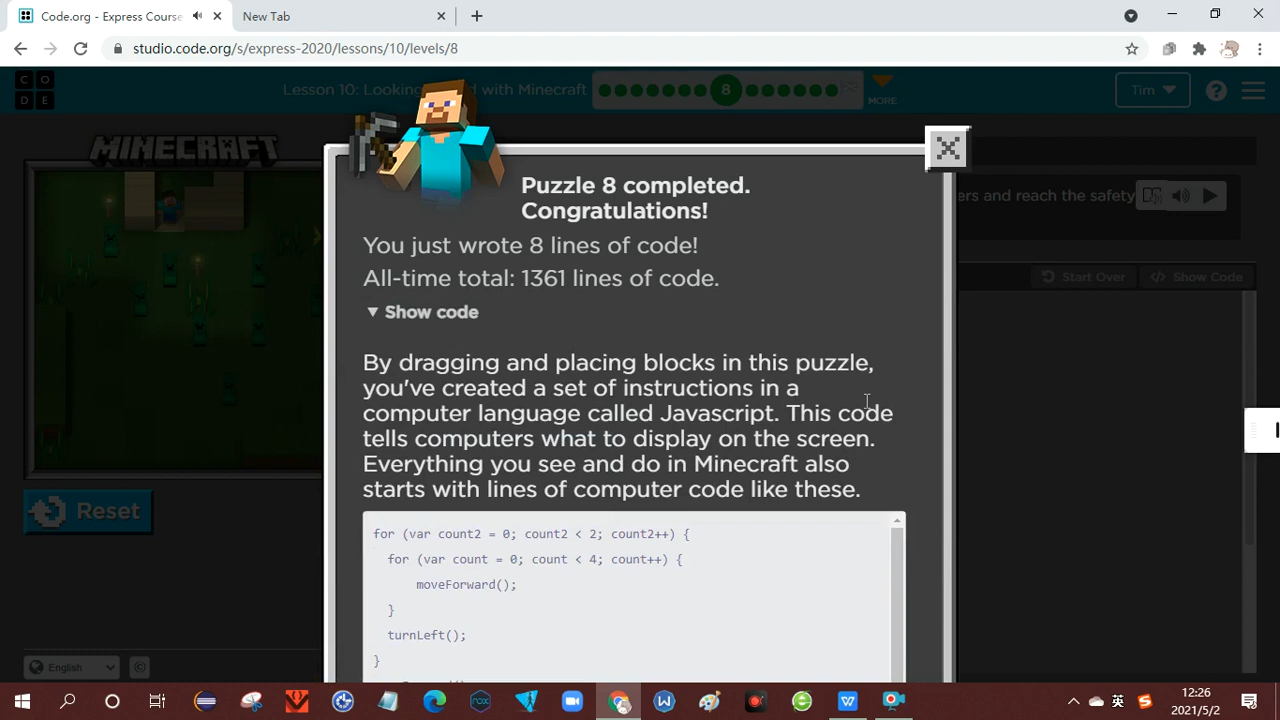 Code.org - Express Course
New Tab
studio.code.org/s/express-2020/lessons/10/levels/8
C O
D E
Lesson 10: Looking
d with Minecraft
8
MORE
Tim
MINECRAFT
Puzzle 8 completed.
Congratulations!
You just wrote 8 lines of code!
All-time total: 1361 lines of code.
Show code
ers and reach the safety
Start Over
Show Code
By dragging and placing blocks in this puzzle,
you've created a set of instructions in a
computer language called Javascript. This code
tells computers what to display on the screen.
Everything you see and do in Minecraft also
starts with lines of computer code like these.
for (var count2 = 0; count2 < 2; count2++) {
for (var count = 0; count < 4; count++) {
moveForward();
}
turnLeft();
}
Reset
English
12:26
2021/5/2
英